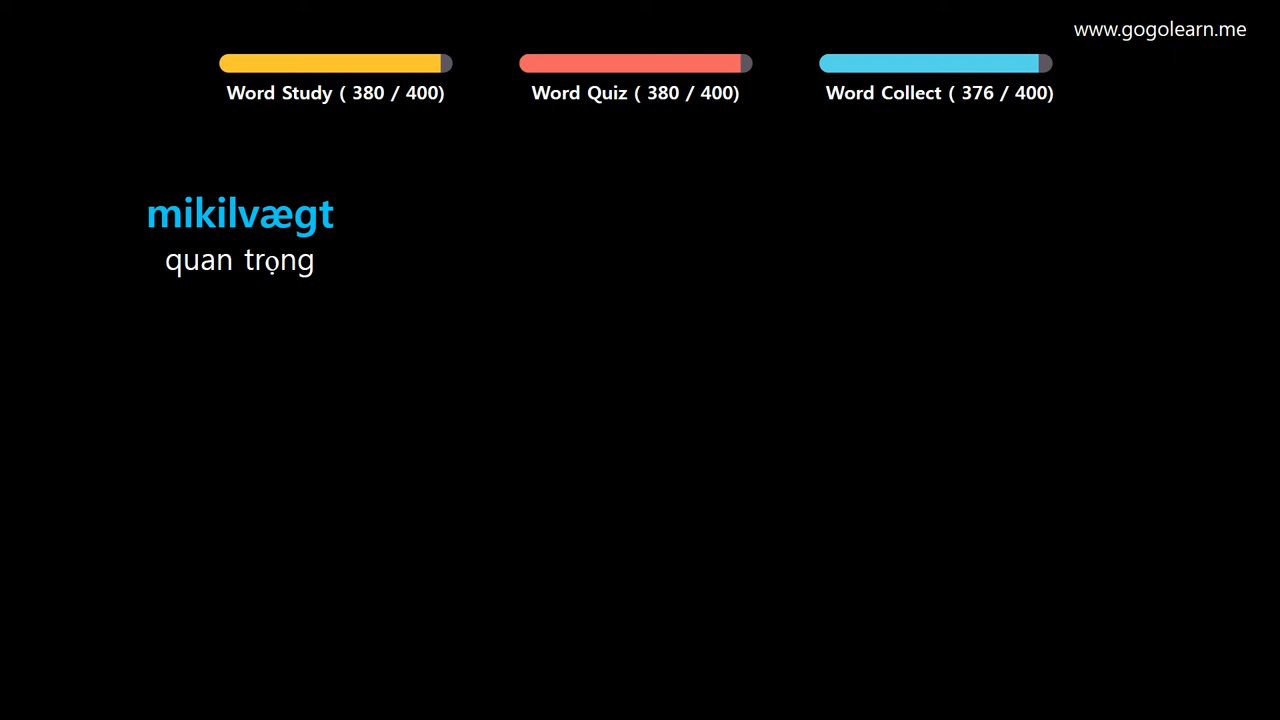 www.gogolearn.me
Word Study ( 380 / 400)
Word Quiz ( 380 / 400)
Word Collect ( 376 / 400)
mikilvægt
quan trọng